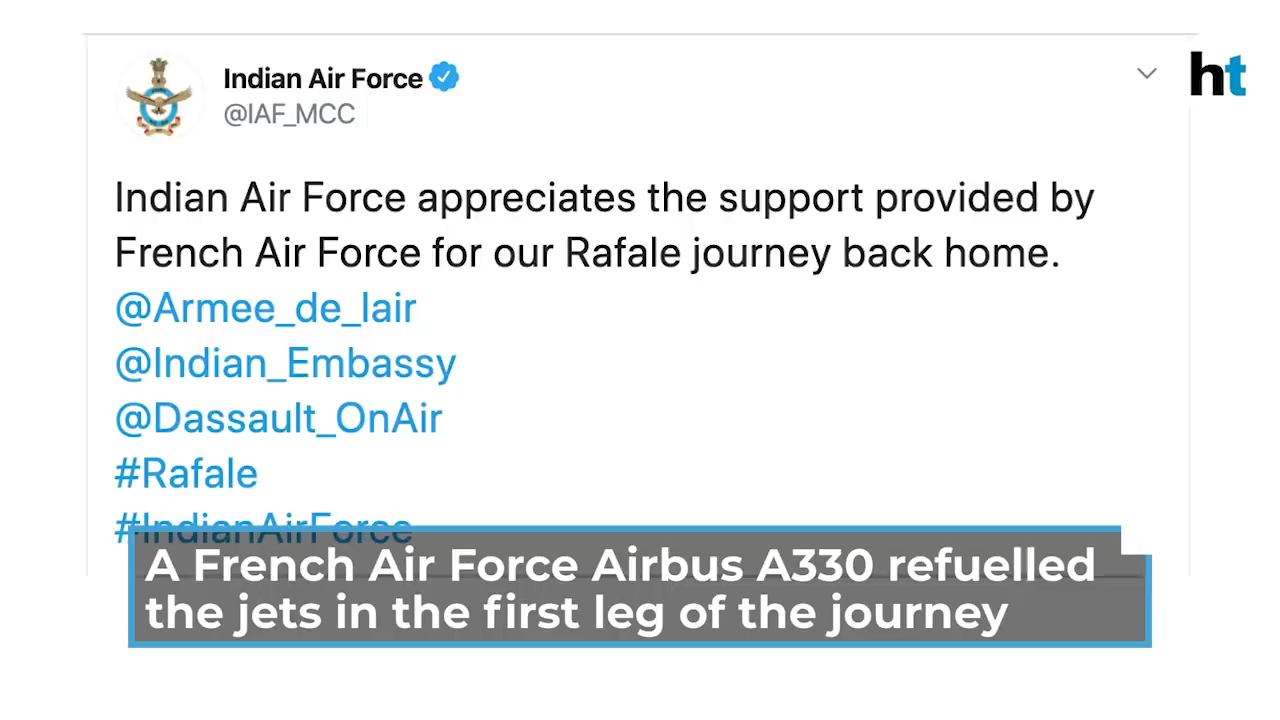 Indian Air Force
@IAF_MCC
ht
Indian Air Force appreciates the support provided by
French Air Force for our Rafale journey back home.
@Armee_de_lair
@Indian_Embassy
@Dassault_OnAir
#Rafale
#IndianAirForce
A French Air Force Airbus A330 refuelled
the jets in the first leg of the journey